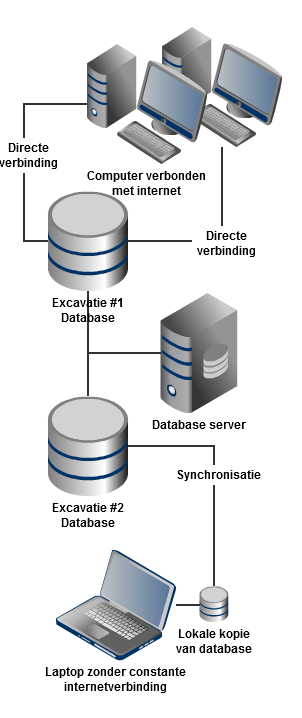 Directe
verbinding
Computer verbonden
met internet
Directe
verbinding
Excavatie #1
Database
Database server
Synchronisatie
Excavatie #2
Database
Lokale kopie
van database
Laptop zonder constante
internetverbinding